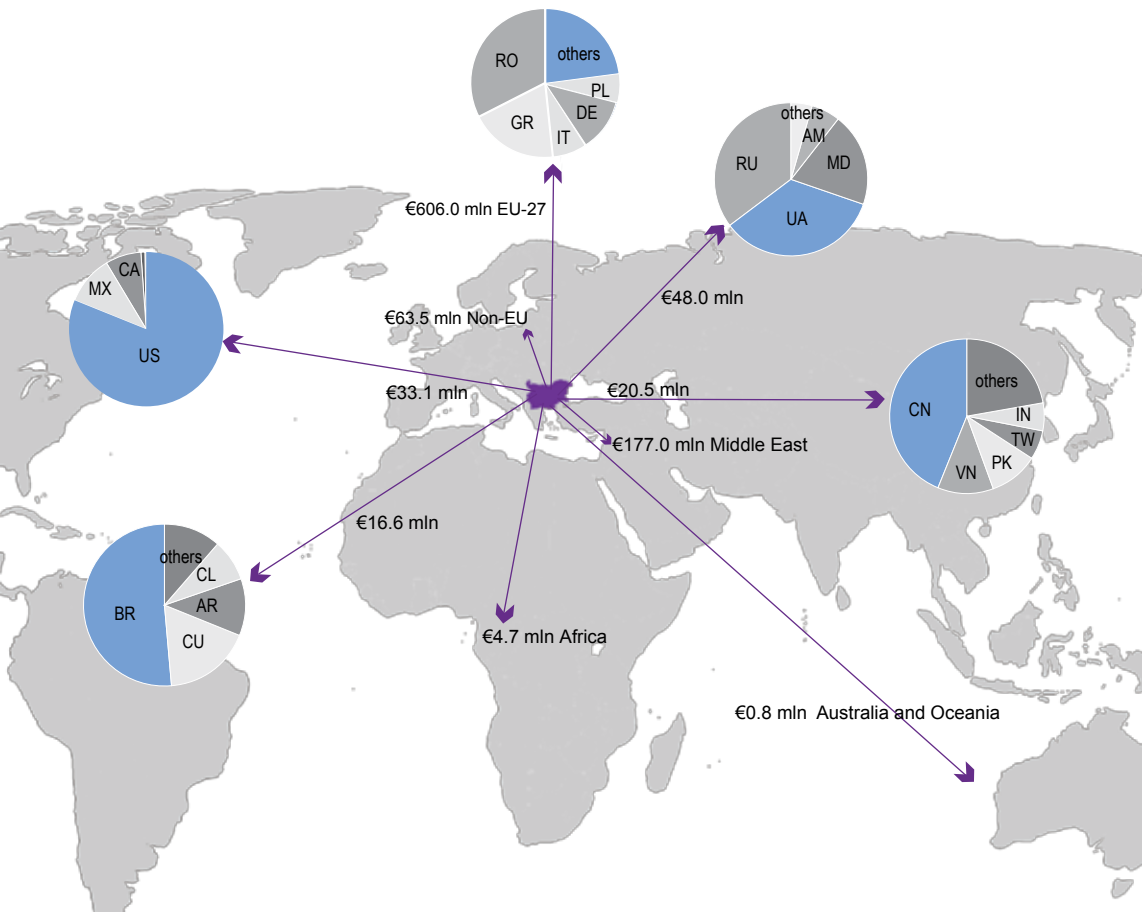 RO
others
PL
DE
IT
GR
others
AM
MD
UA
RU
€606.0 mln EU-27
€48.0 mln
€63.5 mln Non-EU
CA
MX
US
€33.1 mln
€20.5 mln
€177.0 mln Middle East
CN
others
IN
TW
PK
VN
€16.6 mln
others
CL
AR
CU
BR
€4.7 mln Africa
€0.8 mln  Australia and Oceania